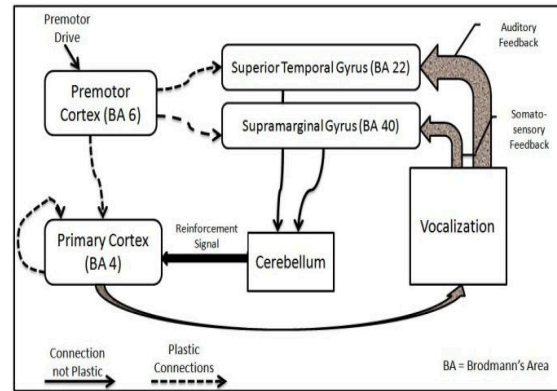 Premotor
Drive
Premotor
Cortex (BA 6)
Superior Temporal Gyrus (BA 22)
Supramarginal Gyrus (BA 40)
Auditory
Feedback
Somato-
sensory
Feedback
Primary Cortex
(BA 4)
Reinforcement
Signal
Cerebellum
Vocalization
Connection
not Plastic
Plastic
Connections
BA = Brodmann's Area